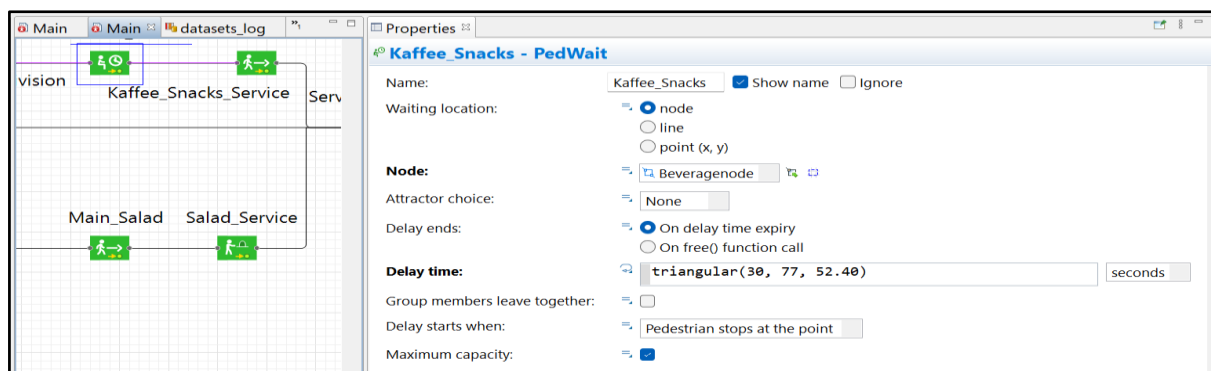 Main
Main
datasets_log
"1
Properties
Kaffee_Snacks - PedWait
vision
Kaffee_Snacks_Service
Serv
Main_Salad
Salad_Service
Name:
Kaffee_Snacks
Show name
Ignore
Waiting location:
node
line
point (x, y)
Node:
Beveragenode
Attractor choice:
None
Delay ends:
On delay time expiry
On free() function call
Delay time:
triangular(30, 77, 52.40)
seconds
Group members leave together:
Delay starts when:
Pedestrian stops at the point
Maximum capacity: